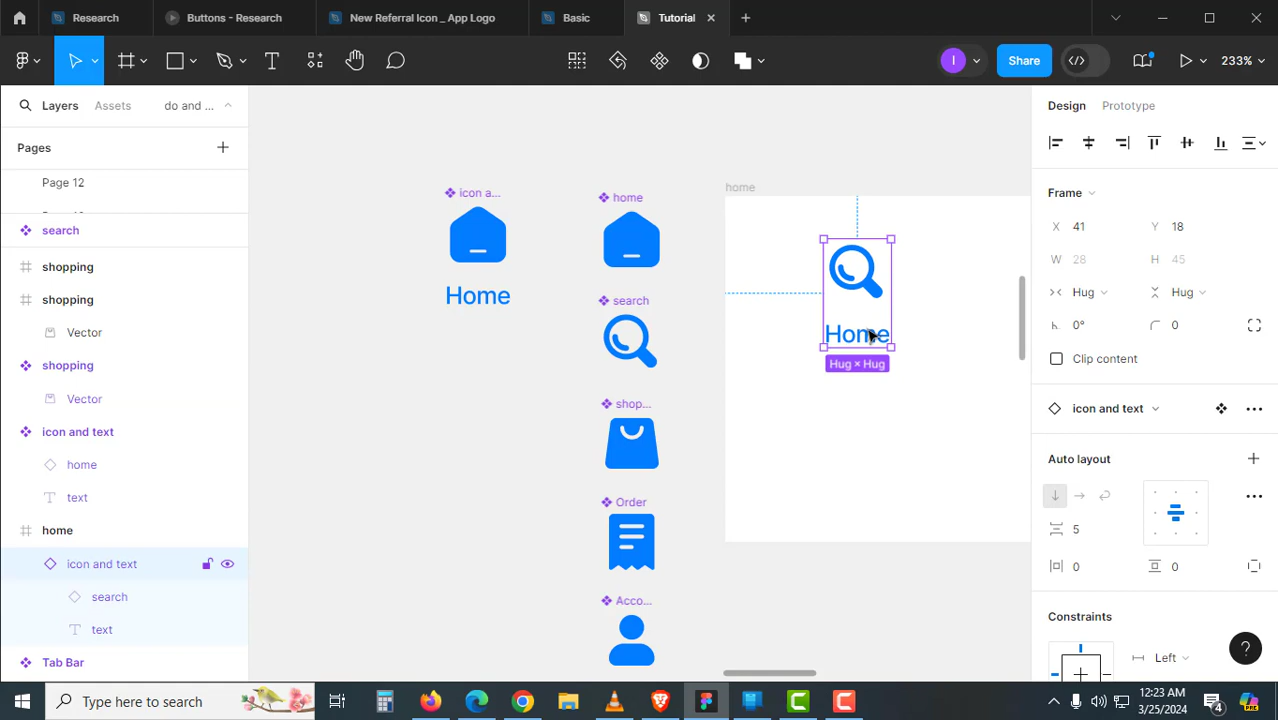 Research
Buttons - Research
New Referral Icon _ App Logo
Basic
Tutorial
I
Share
233%
Layers
Assets
do and ...
Pages
Page 12
search
shopping
shopping
Vector
shopping
Vector
icon and text
home
text
home
icon and text
search
text
Tab Bar
icon a...
Home
home
search
shop...
Order
Acco...
home
Home
Hug × Hug
Design
Prototype
Frame
X 41
Y 18
W 28
H 45
Hug
Hug
0°
0
Clip content
icon and text
Auto layout
5
0
0
Constraints
Left
?
Type here to search
12:23 AM
3/25/2024
4
PRE